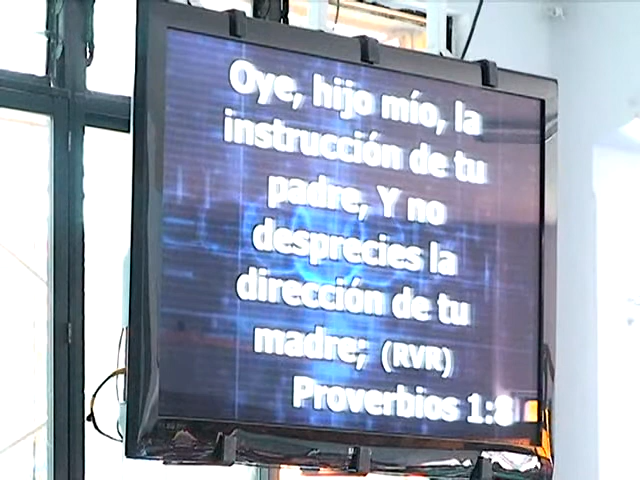 Oye, hijo mío, la
instrucción de tu
padre, Y no
desprecies la
dirección de tu
madre; (RVR)
Proverbios 1:8